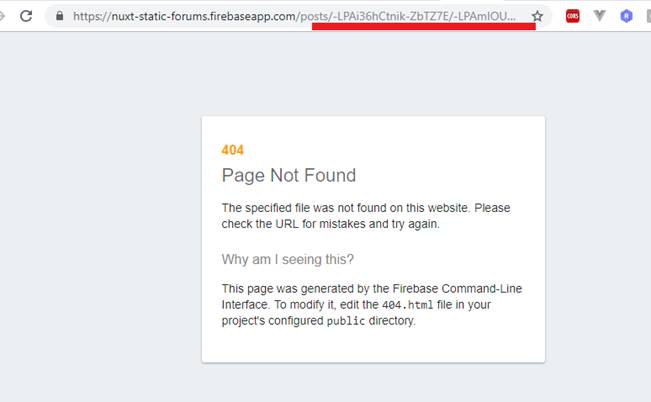 https://nuxt-static-forums.firebaseapp.com/posts/-LPAi36hCtnik-ZbTZ7E/-LPAmIOU...
CORS
404
Page Not Found
The specified file was not found on this website. Please
check the URL for mistakes and try again.
Why am I seeing this?
This page was generated by the Firebase Command-Line
Interface. To modify it, edit the 404.html file in your
project's configured public directory.